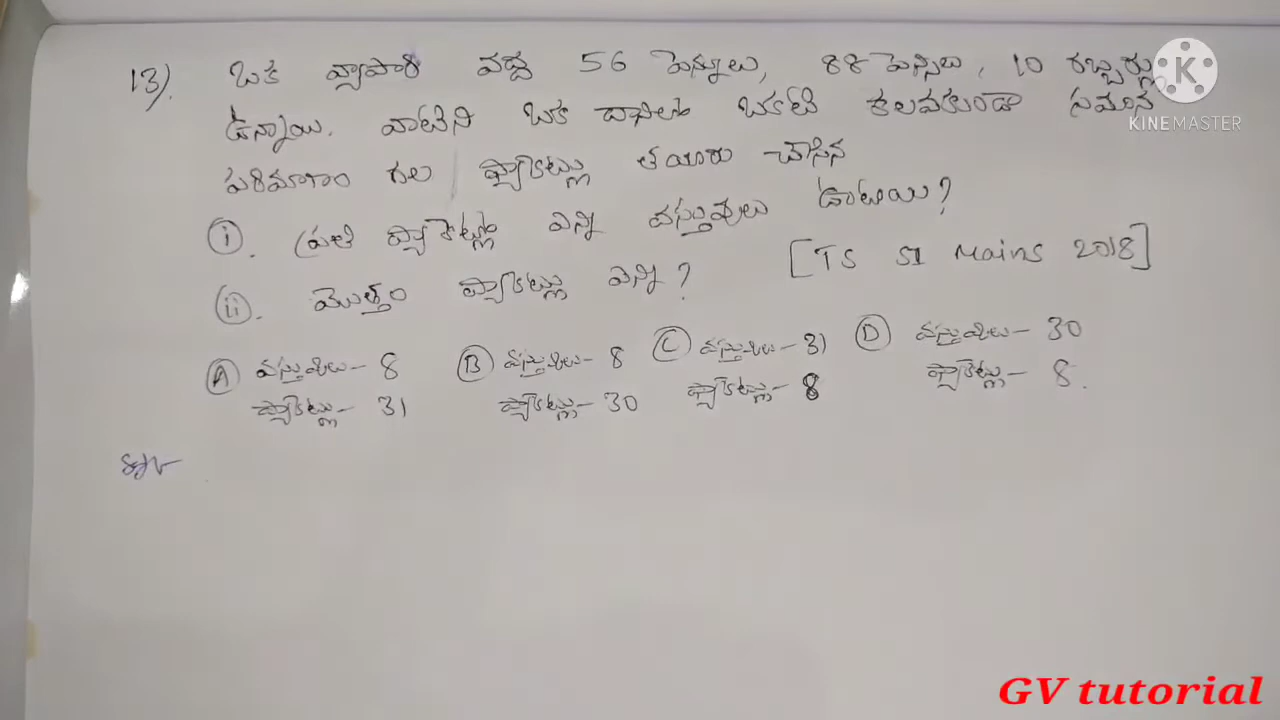 13). ఒక వ్యాపారి వద్ద 56 పెన్నులు, 88 పెన్సిలు, 10 రబ్బర్లు
ఉన్నాయి. వాటిని ఒక దానిలో ఒకటి కలవకుండా సమాన
పరిమాణం గల ప్యాకెట్లు తయారు చేసిన
i. ప్రతి ప్యాకెట్లో ఎన్ని వస్తువులు ఉంటాయి?
ii. మొత్తం ప్యాకెట్లు ఎన్ని? [TS SI Mains 2018]
A వస్తువులు - 8 B వస్తువులు - 8 C వస్తువులు - 31 D వస్తువులు - 30
ప్యాకెట్లు - 31 ప్యాకెట్లు - 30 ప్యాకెట్లు - 8 ప్యాకెట్లు - 8.
KINEMASTER
GV tutorial